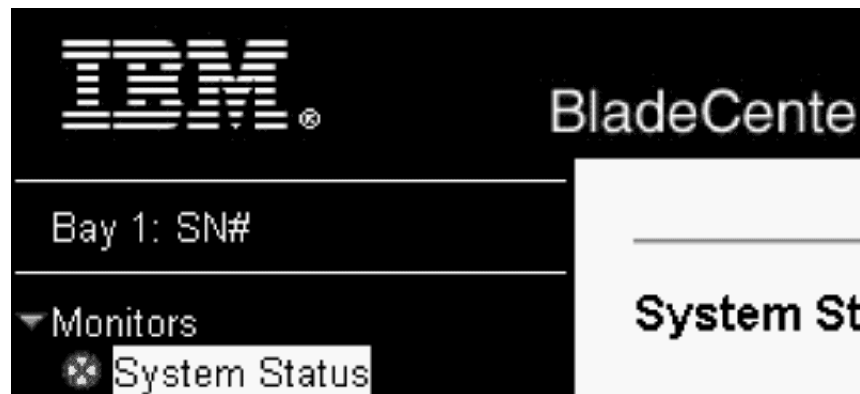 IBM®
BladeCente
Bay 1: SN#
Monitors
System Status
System St